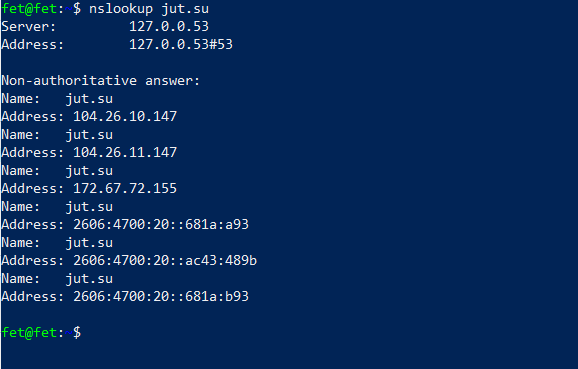 fet@fet:~$ nslookup jut.su
Server:         127.0.0.53
Address:        127.0.0.53#53

Non-authoritative answer:
Name:   jut.su
Address: 104.26.10.147
Name:   jut.su
Address: 104.26.11.147
Name:   jut.su
Address: 172.67.72.155
Name:   jut.su
Address: 2606:4700:20::681a:a93
Name:   jut.su
Address: 2606:4700:20::ac43:489b
Name:   jut.su
Address: 2606:4700:20::681a:b93

fet@fet:~$